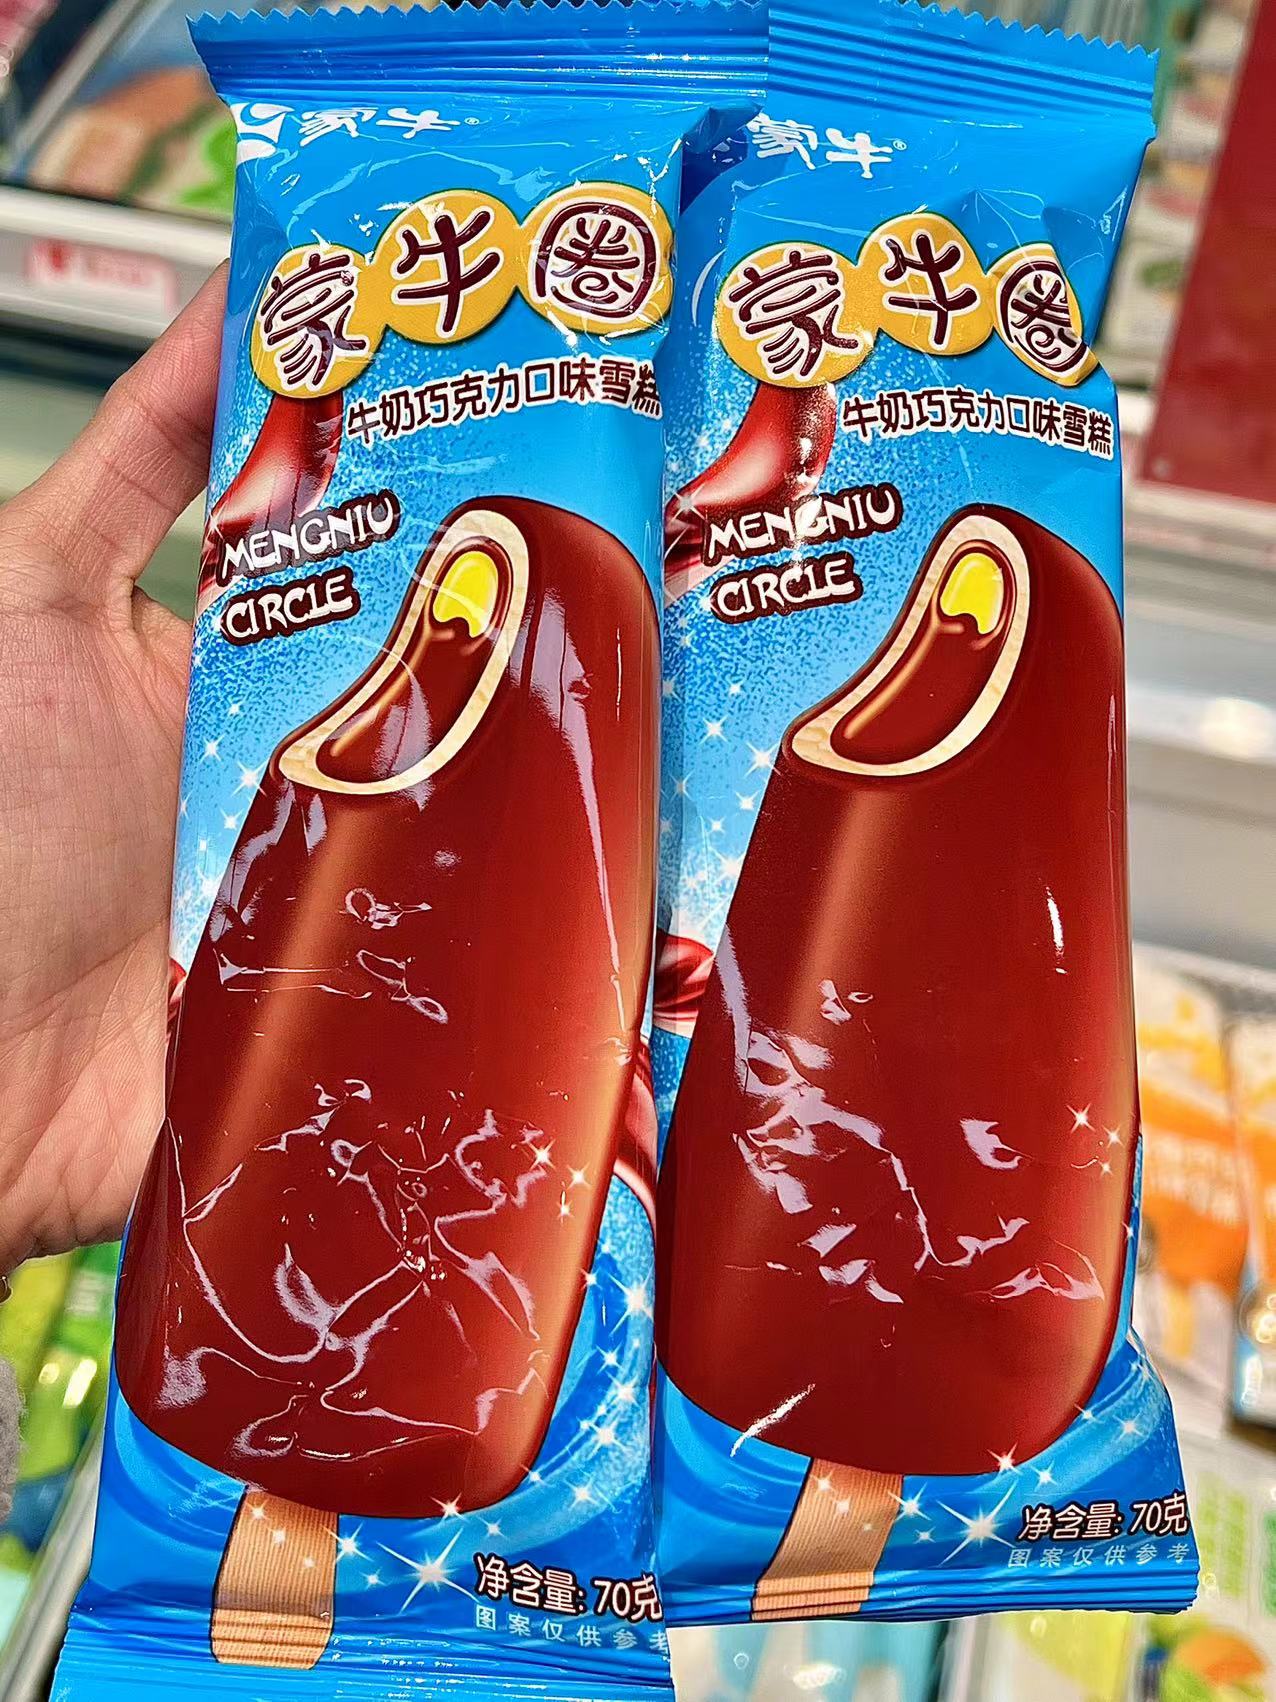 蒙牛®
蒙牛圈
牛奶巧克力口味雪糕
MENGNIU
CIRCLE
净含量:70克
图案仅供参考
蒙牛®
蒙牛圈
牛奶巧克力口味雪糕
MENGNIU
CIRCLE
净含量:70克
图案仅供参考